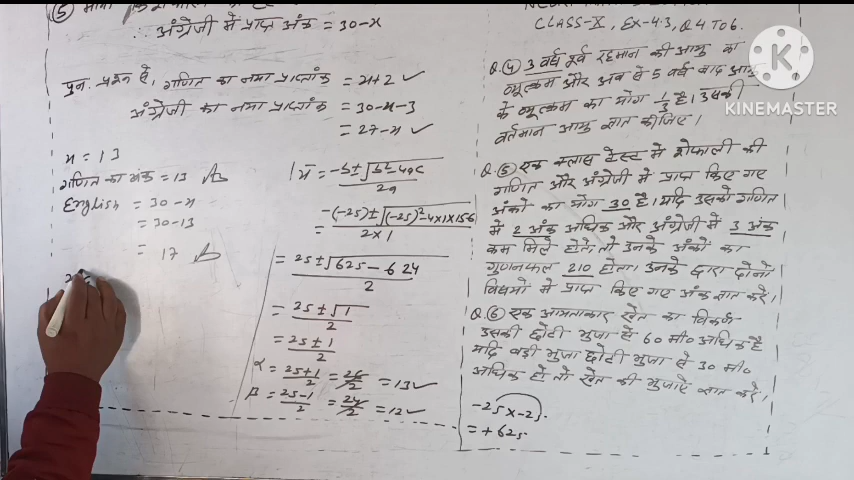 ⑤
∴ अंग्रेजी में प्राप्त अंक = 30-x
पुन: प्रश्न से, गणित का नया प्राप्तांक = x+2 ✓
अंग्रेजी का नया प्राप्तांक = 30-x-3
= 27-x ✓
x = 13
गणित का अंक = 13
English = 30-x
= 30-13
= 17
x̄ = -b±√b²-4ac / 2a
= -(-25)±√(-25)²-4×1×156 / 2×1
= 25±√625-624 / 2
= 25±√1 / 2
= 25±1 / 2
α = 25+1/2 = 26/2 = 13 ✓
β = 25-1/2 = 24/2 = 12 ✓
CLASS-X, EX-4.3, Q4 TO 6.
Q.④ 3 वर्ष पूर्व रहमान की आयु का
व्युत्क्रम और अब से 5 वर्ष बाद आयु
के व्युत्क्रम का योग 1/3 है। उसकी
वर्तमान आयु ज्ञात कीजिए।
Q.⑤ एक क्लास टेस्ट में शेफाली की
गणित और अंग्रेजी में प्राप्त किए गए
अंकों का योग 30 है। यदि उसको गणित
में 2 अंक अधिक और अंग्रेजी में 3 अंक
कम मिले होते। तो उनके अंकों का
गुणनफल 210 होता। उनके द्वारा दोनों
विषयों में प्राप्त किए गए अंक ज्ञात करें।
Q.⑥ एक आयताकार खेत का विकर्ण
उसकी छोटी भुजा से 60 मी० अधिक है
यदि बड़ी भुजा छोटी भुजा से 30 मी०
अधिक हो तो खेत की भुजाएं ज्ञात करें।
-25×-25
= +625
KINEMASTER